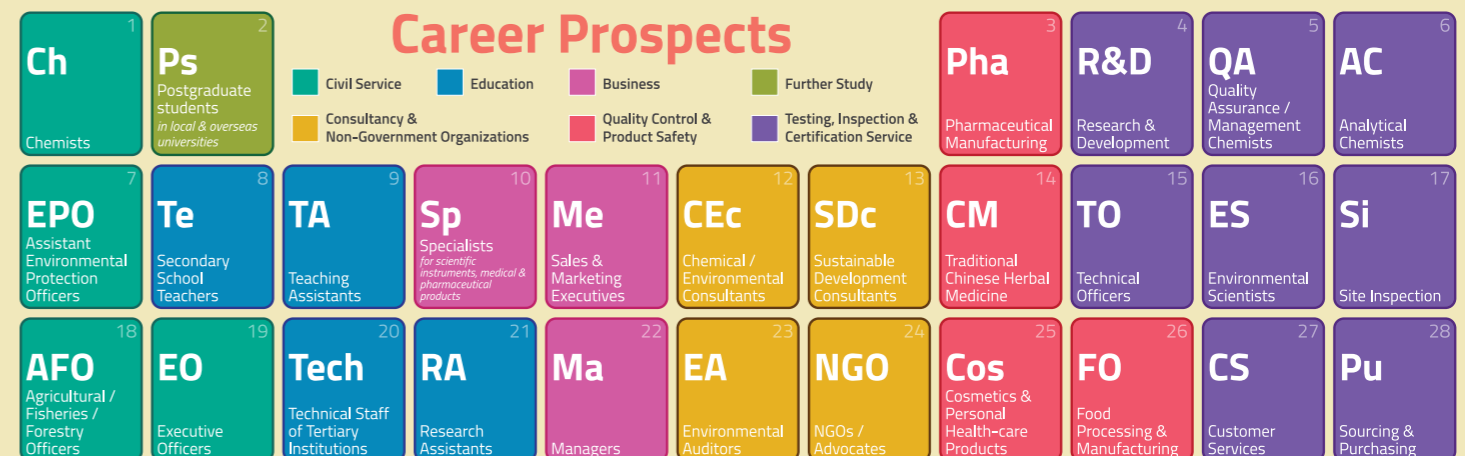 Career Prospects
Civil Service
Education
Business
Further Study
Consultancy &
Non-Government Organizations
Quality Control &
Product Safety
Testing, Inspection &
Certification Service
1
Ch
Chemists
2
Ps
Postgraduate
students
in local & overseas
universities
3
Pha
Pharmaceutical
Manufacturing
4
R&D
Research &
Development
5
QA
Quality
Assurance /
Management
Chemists
6
AC
Analytical
Chemists
7
EPO
Assistant
Environmental
Protection
Officers
8
Te
Secondary
School
Teachers
9
TA
Teaching
Assistants
10
Sp
Specialists
for scientific
instruments, medical &
pharmaceutical
products
11
Me
Sales &
Marketing
Executives
12
CEc
Chemical /
Environmental
Consultants
13
SDc
Sustainable
Development
Consultants
14
CM
Traditional
Chinese Herbal
Medicine
15
TO
Technical
Officers
16
ES
Environmental
Scientists
17
Si
Site Inspection
18
AFO
Agricultural /
Fisheries /
Forestry
Officers
19
EO
Executive
Officers
20
Tech
Technical Staff
of Tertiary
Institutions
21
RA
Research
Assistants
22
Ma
Managers
23
EA
Environmental
Auditors
24
NGO
NGOs /
Advocates
25
Cos
Cosmetics &
Personal
Health-care
Products
26
FO
Food
Processing &
Manufacturing
27
CS
Customer
Services
28
Pu
Sourcing &
Purchasing